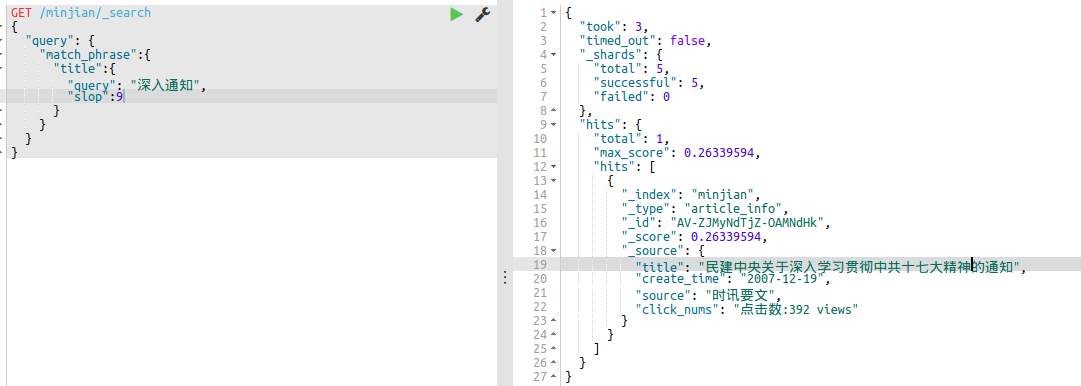 GET /minjian/_search
{
  "query": {
    "match_phrase":{
      "title":{
        "query": "深入通知",
        "slop":9
      }
    }
  }
}
1 {
2   "took": 3,
3   "timed_out": false,
4   "_shards": {
5     "total": 5,
6     "successful": 5,
7     "failed": 0
8   },
9   "hits": {
10     "total": 1,
11     "max_score": 0.26339594,
12     "hits": [
13       {
14         "_index": "minjian",
15         "_type": "article_info",
16         "_id": "AV-ZJMyNdTjZ-OAMNdHk",
17         "_score": 0.26339594,
18         "_source": {
19           "title": "民建中央关于深入学习贯彻中共十七大精神的通知",
20           "create_time": "2007-12-19",
21           "source": "时讯要文",
22           "click_nums": "点击数:392 views"
23         }
24       }
25     ]
26   }
27 }